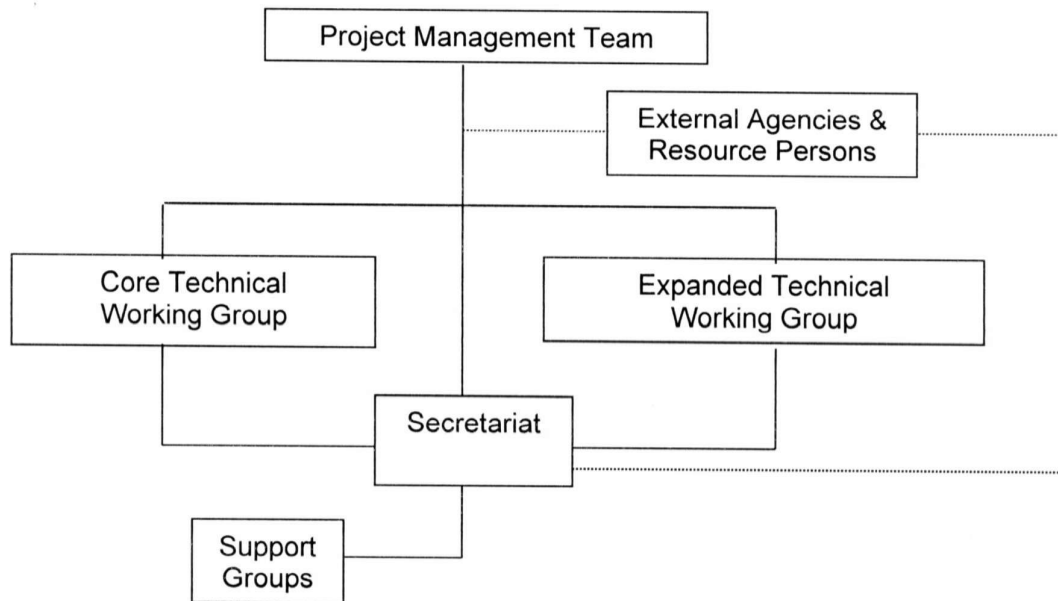 Project Management Team
External Agencies &
Resource Persons
Core Technical
Working Group
Expanded Technical
Working Group
Secretariat
Support
Groups